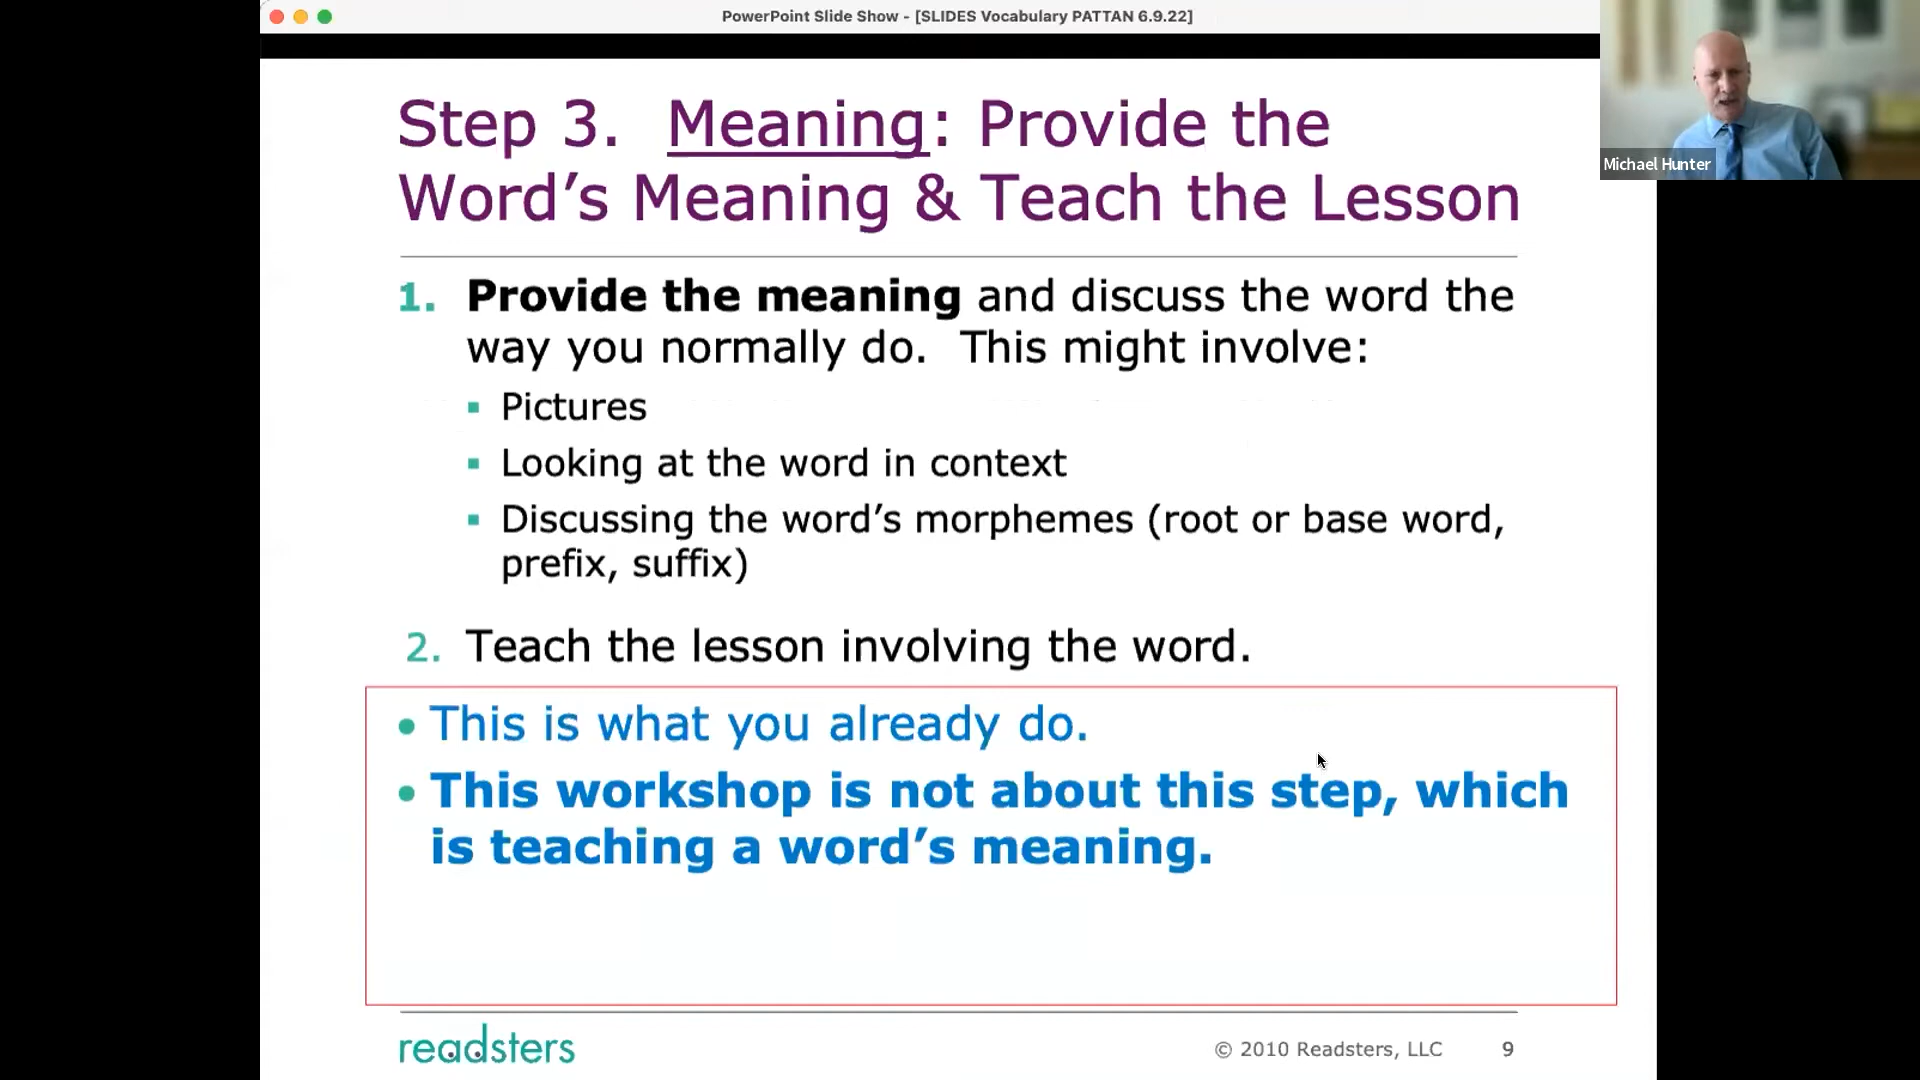 PowerPoint Slide Show - [SLIDES Vocabulary PATTAN 6.9.22]
Michael Hunter
Step 3. Meaning: Provide the
Word’s Meaning & Teach the Lesson
1. Provide the meaning and discuss the word the
way you normally do. This might involve:
▪ Pictures
▪ Looking at the word in context
▪ Discussing the word’s morphemes (root or base word,
prefix, suffix)
2. Teach the lesson involving the word.
• This is what you already do.
• This workshop is not about this step, which
is teaching a word’s meaning.
readsters
© 2010 Readsters, LLC
9